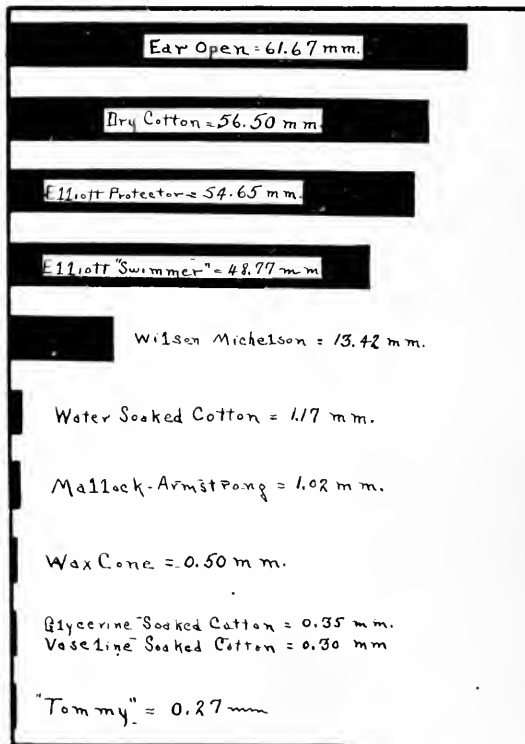 Ear Open = 61.67 mm.
Dry Cotton = 56.50 mm.
Elliott Protector = 54.65 mm.
Elliott "Swimmer" = 48.77 mm
Wilson Michelson = 13.42 mm.
Water Soaked Cotton = 1.17 mm.
Mallock-Armstrong = 1.02 mm.
Wax Cone = 0.50 mm.
Glycerine Soaked Cotton = 0.35 mm.
Vaseline Soaked Cotton = 0.30 mm
"Tommy" = 0.27 mm